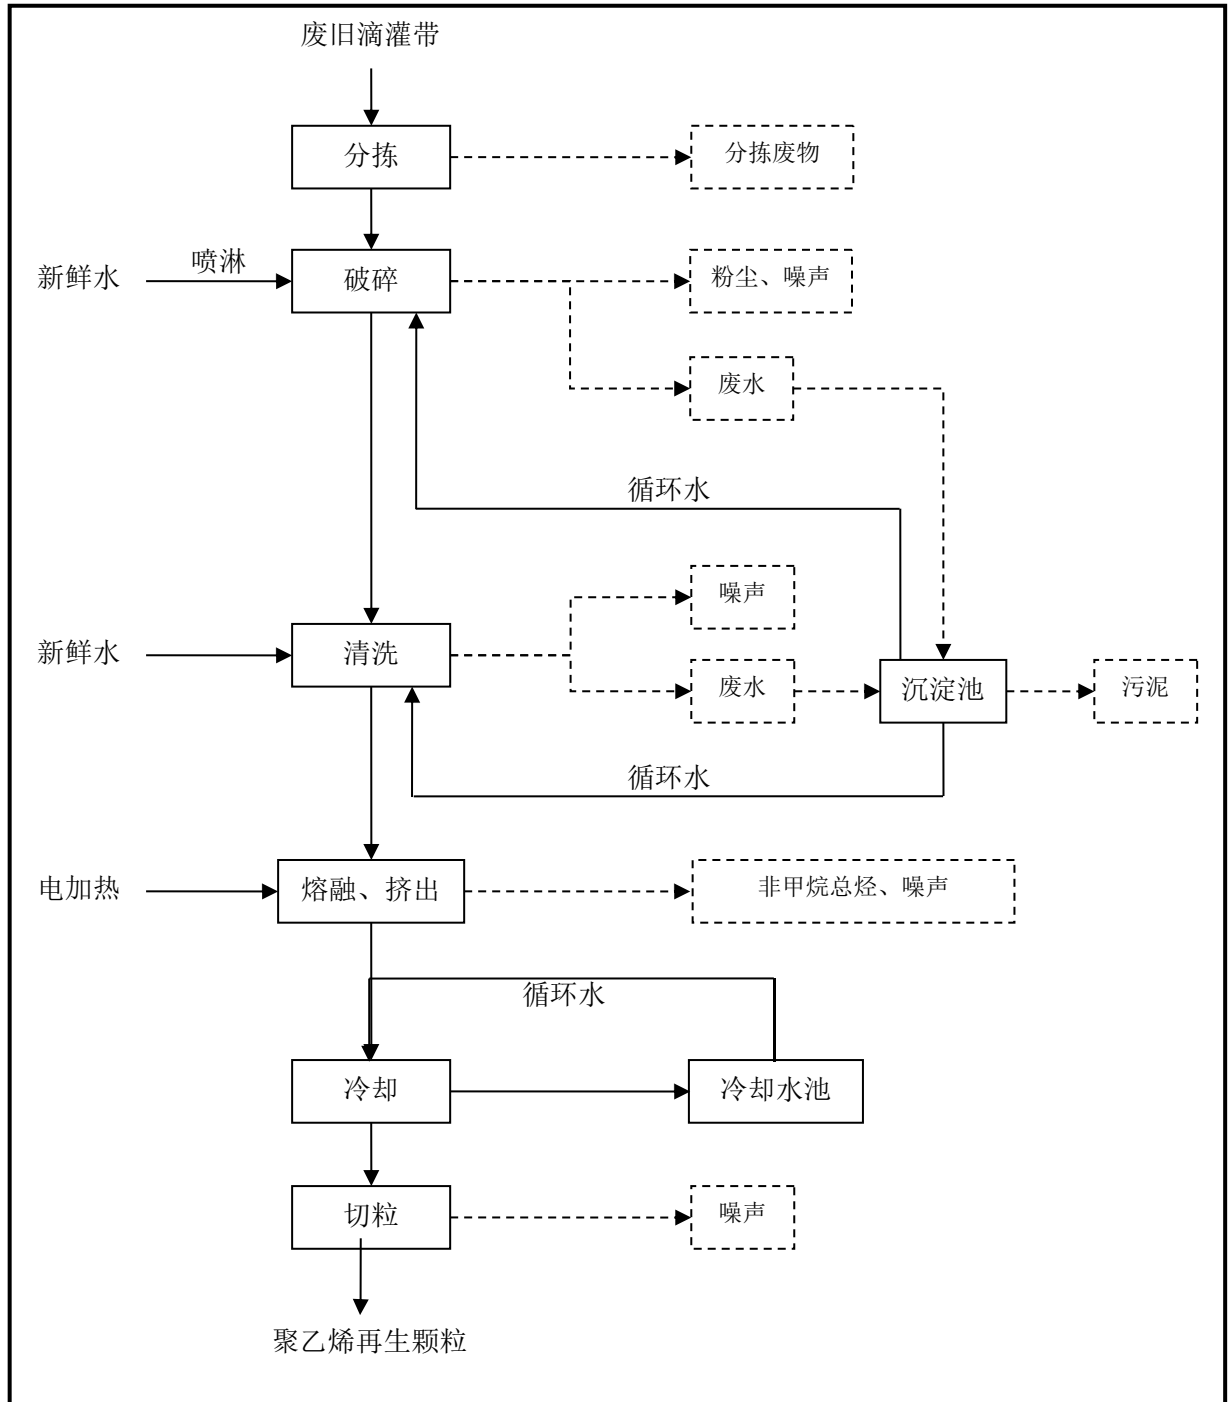 废旧滴灌带
分拣
分拣废物
喷淋
新鲜水
破碎
粉尘、噪声
废水
循环水
噪声
新鲜水
清洗
废水
沉淀池
污泥
循环水
电加热
熔融、挤出
非甲烷总烃、噪声
循环水
冷却
冷却水池
切粒
噪声
聚乙烯再生颗粒